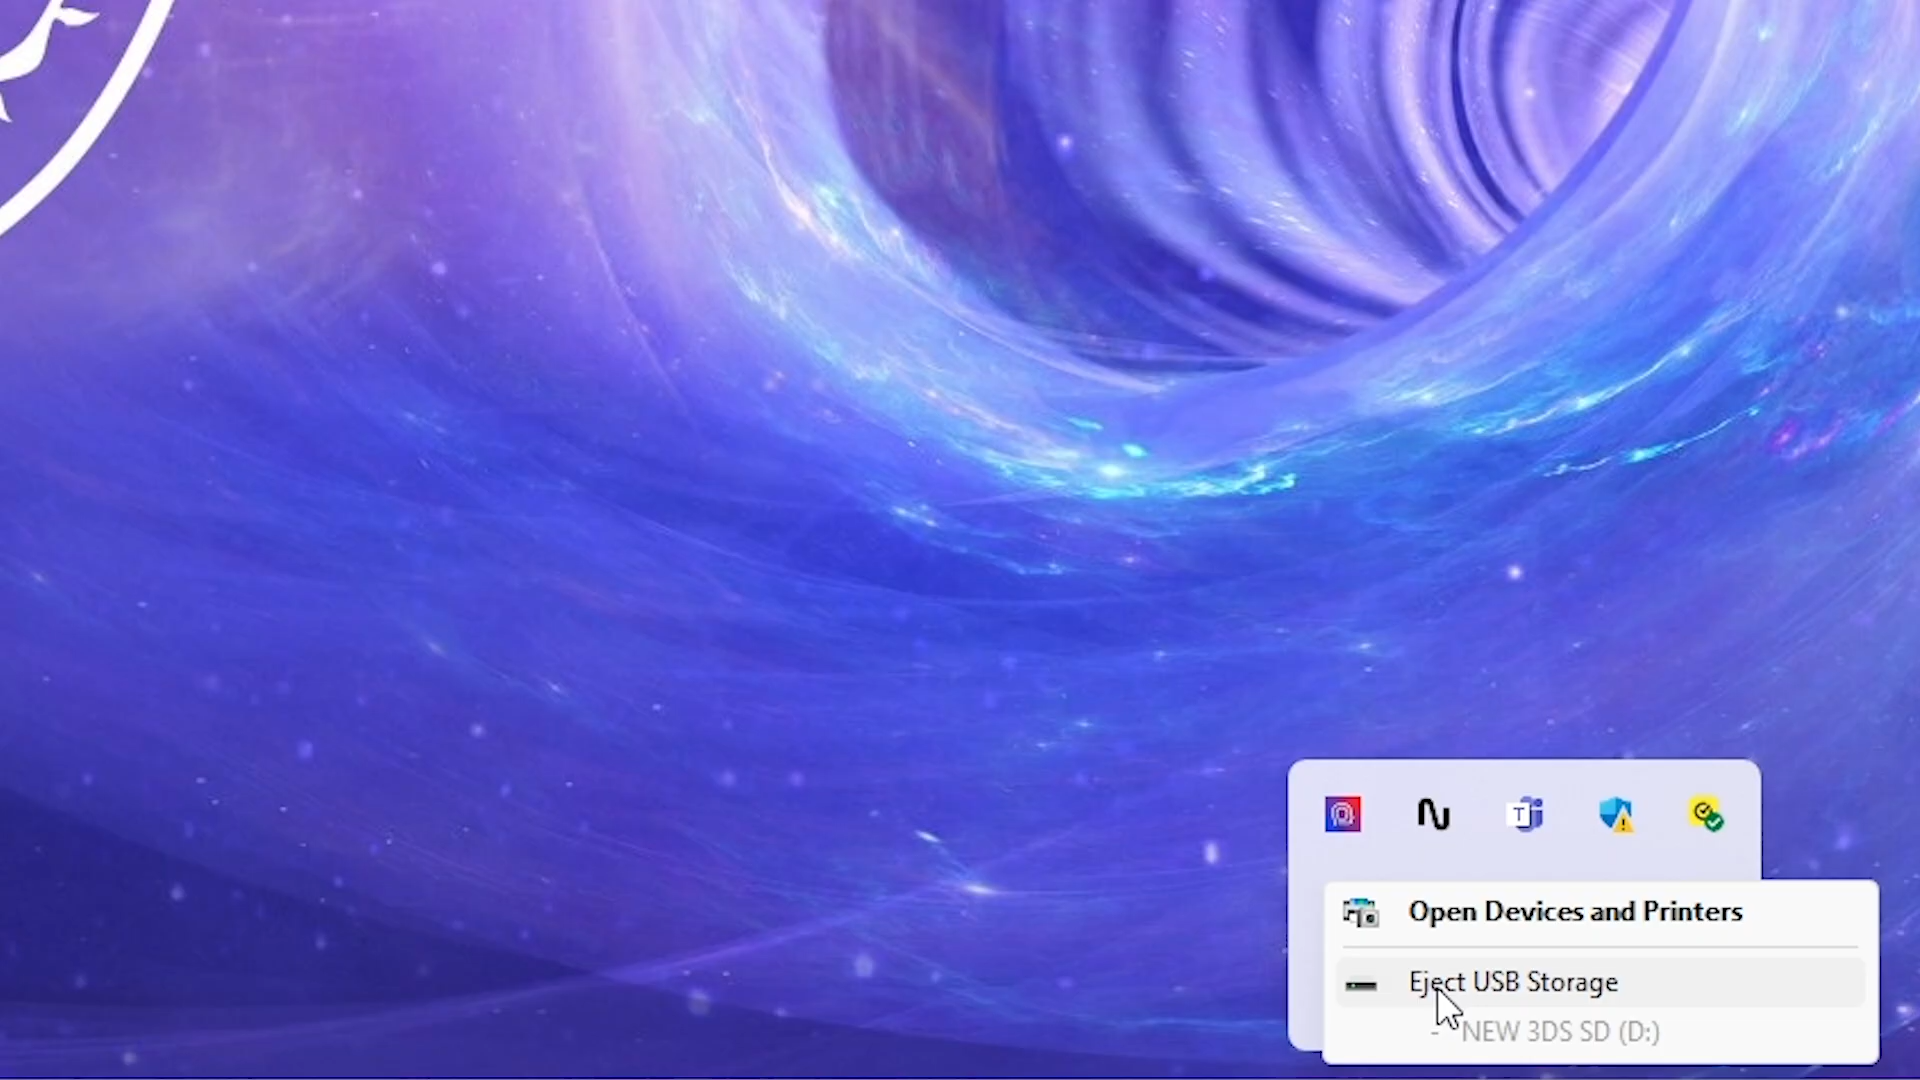 T
Open Devices and Printers
Eject USB Storage
- NEW 3DS SD (D:)